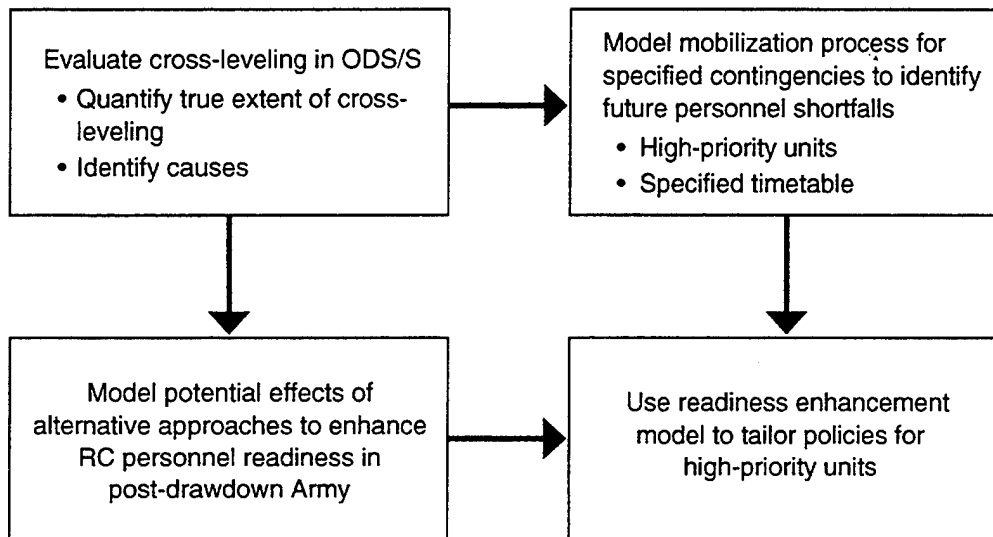 Evaluate cross-leveling in ODS/S
• Quantify true extent of cross-
leveling
• Identify causes
Model mobilization process for
specified contingencies to identify
future personnel shortfalls
• High-priority units
• Specified timetable
Model potential effects of
alternative approaches to enhance
RC personnel readiness in
post-drawdown Army
Use readiness enhancement
model to tailor policies for
high-priority units